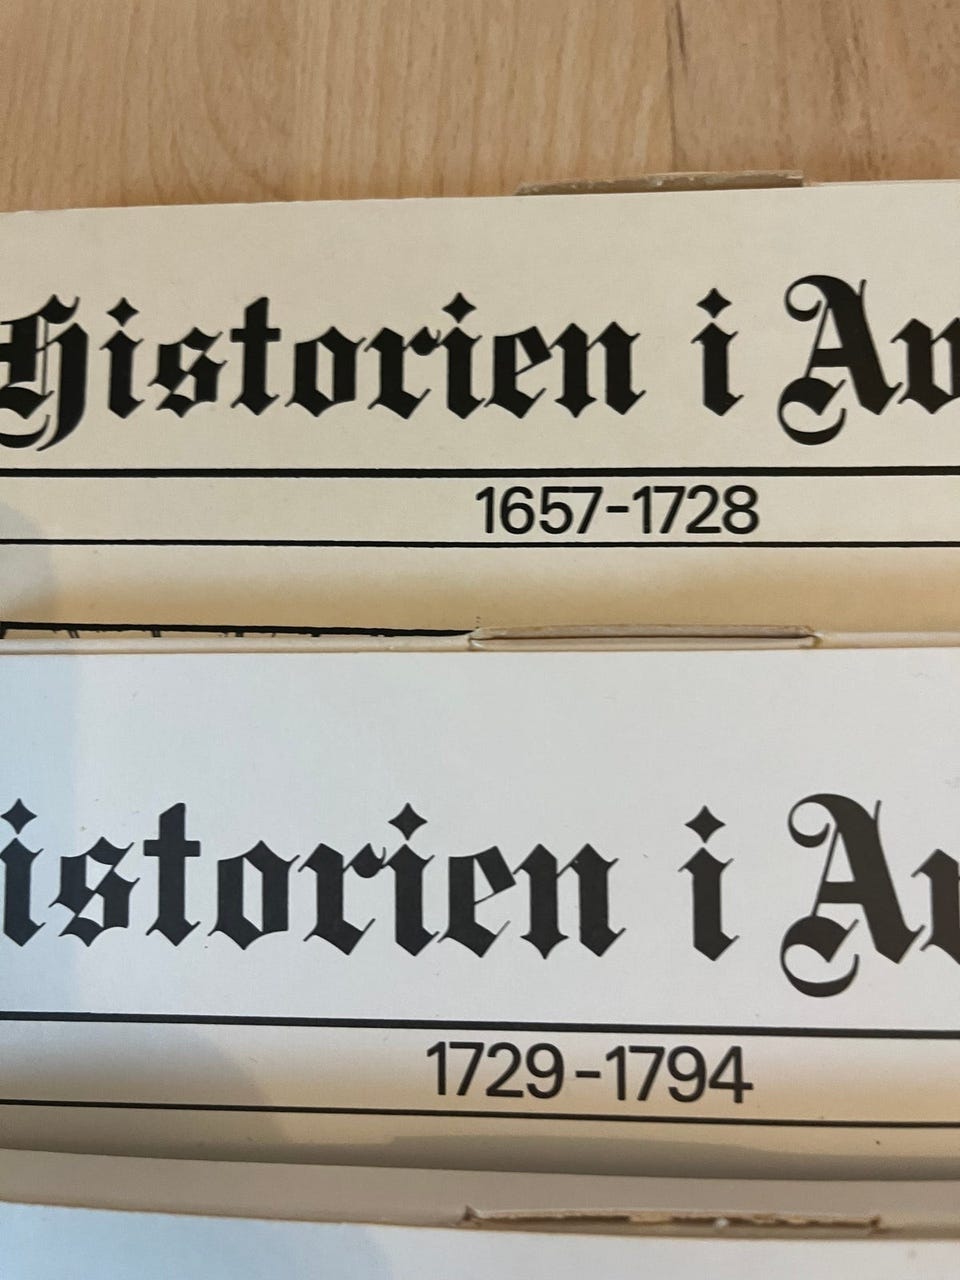 Historien i
1657-1728
istorien i
1729-1794